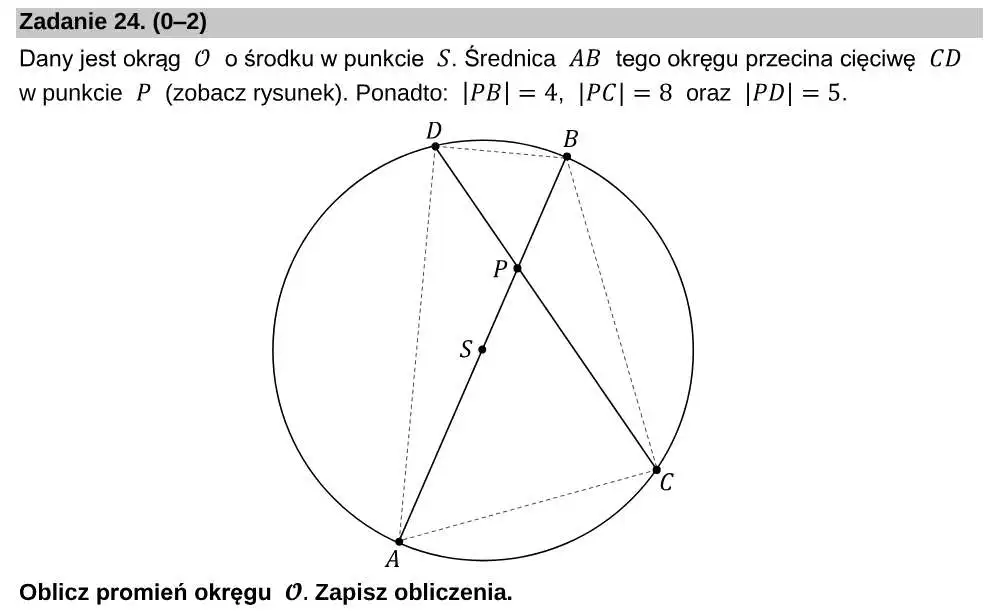 Zadanie 24. (0–2)
Dany jest okrąg 𝒪 o środku w punkcie S. Średnica AB tego okręgu przecina cięciwę CD
w punkcie P (zobacz rysunek). Ponadto: |PB| = 4, |PC| = 8 oraz |PD| = 5.
D
B
P
S
C
A
Oblicz promień okręgu 𝒪. Zapisz obliczenia.